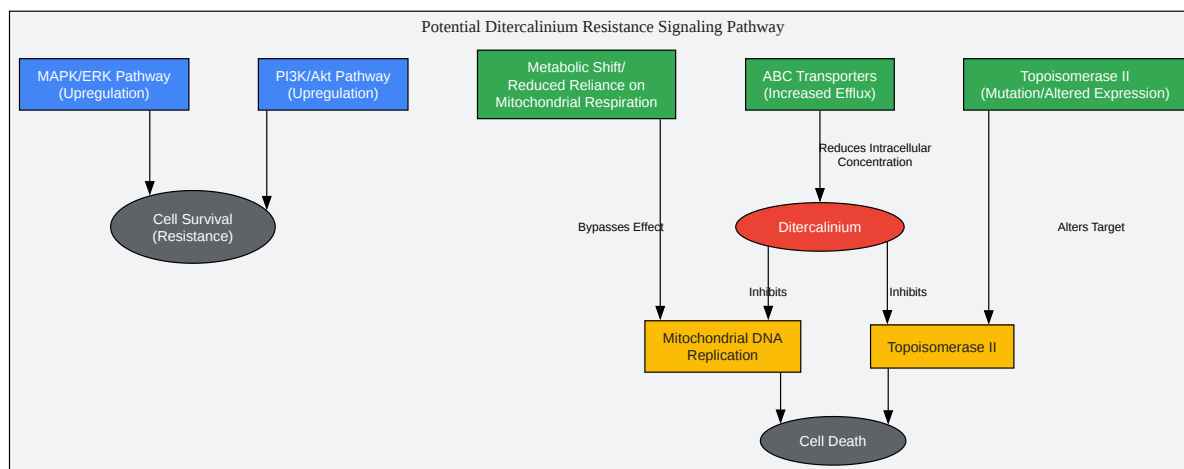 Potential Ditercalinium Resistance Signaling Pathway
MAPK/ERK Pathway
(Upregulation)
PI3K/Akt Pathway
(Upregulation)
Metabolic Shift/
Reduced Reliance on
Mitochondrial Respiration
ABC Transporters
(Increased Efflux)
Topoisomerase II
(Mutation/Altered Expression)
Reduces Intracellular
Concentration
Cell Survival
(Resistance)
Bypasses Effect
Ditercalinium
Alters Target
Inhibits
Inhibits
Mitochondrial DNA
Replication
Topoisomerase II
Cell Death